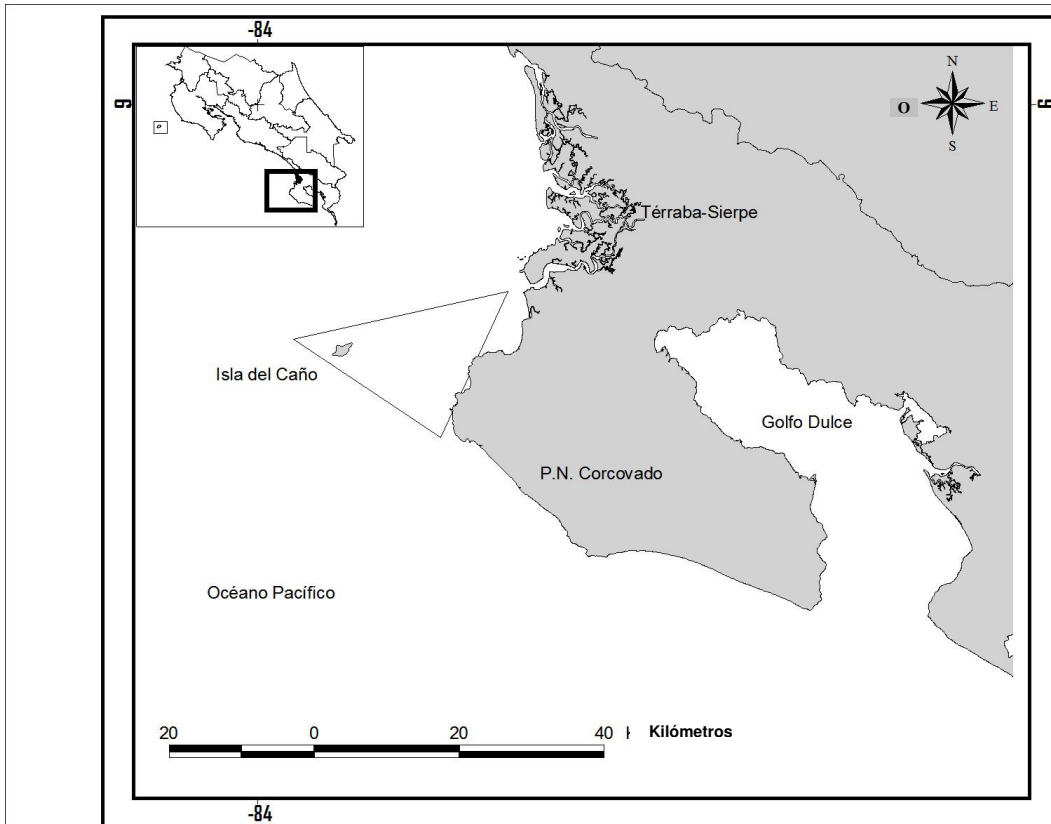 -84
9
9
N
O
E
S
Térraba-Sierpe
Isla del Caño
Golfo Dulce
P.N. Corcovado
Océano Pacífico
20 0 20 40 Kilómetros
-84